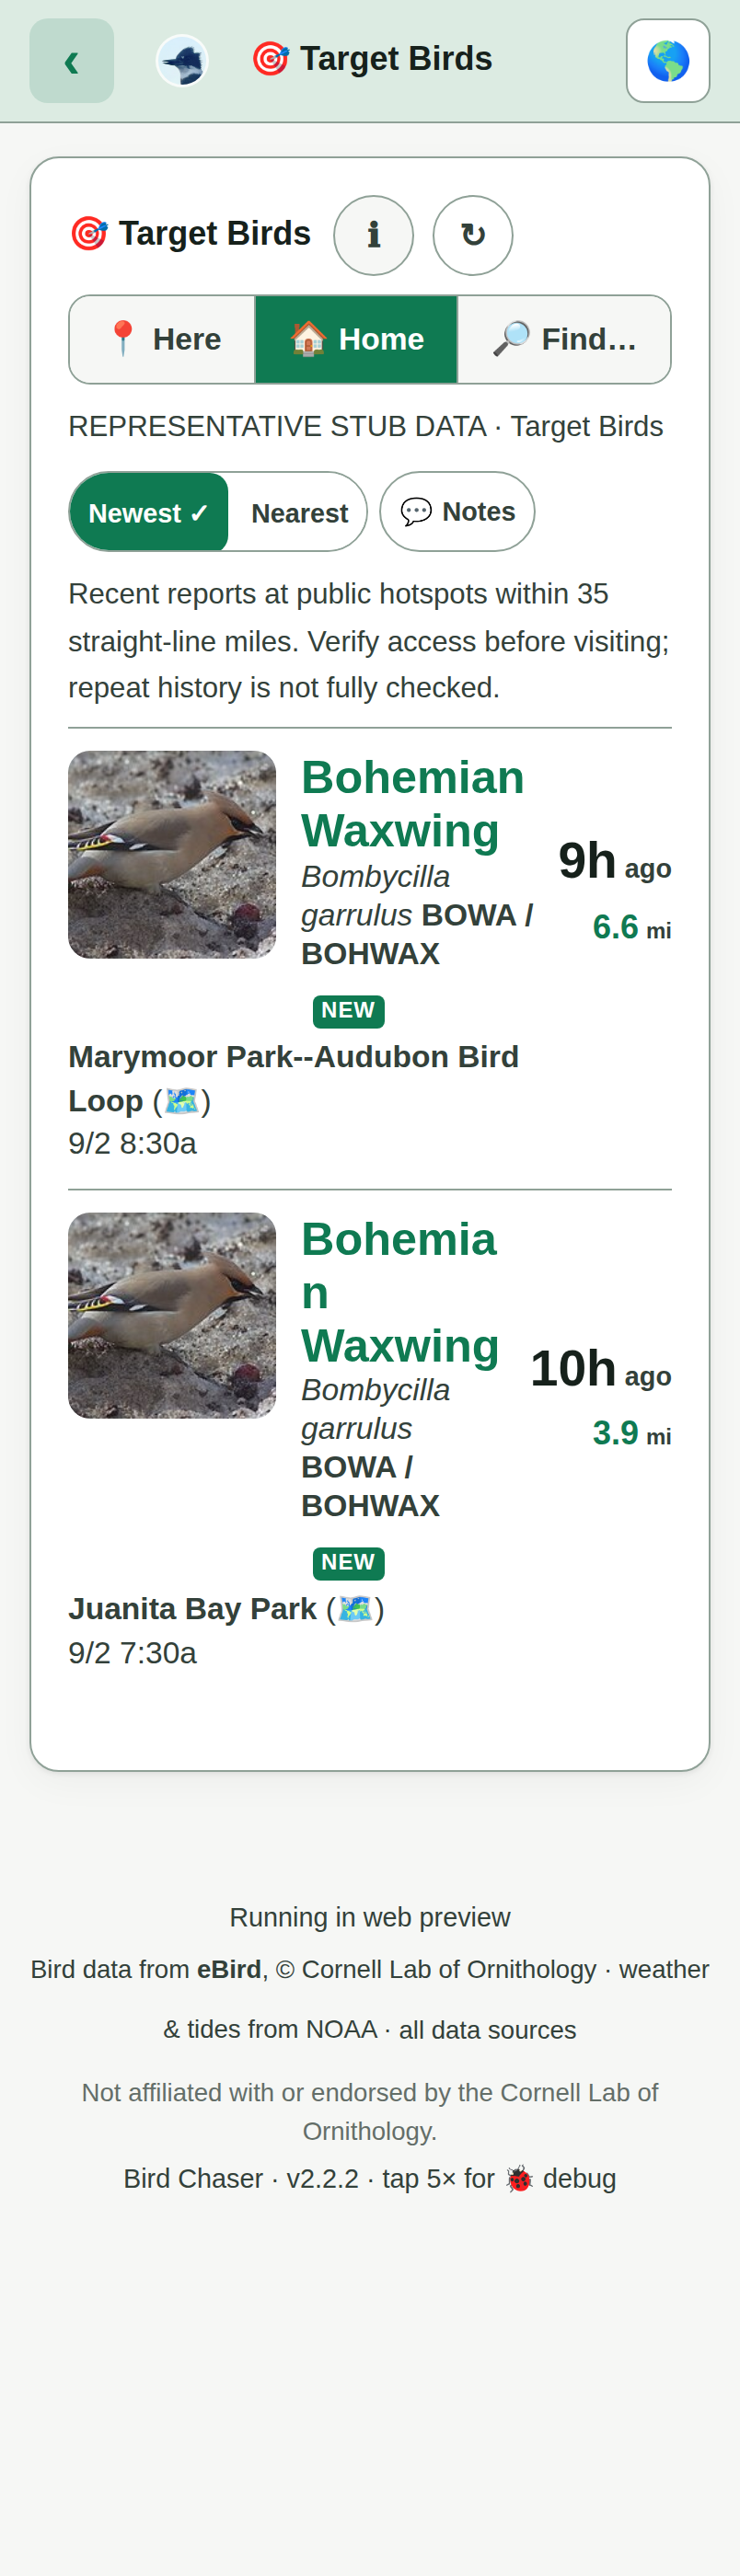 ‹ 🎯 Target Birds 🌎
🎯 Target Birds ℹ ↻
📍 Here 🏠 Home 🔎 Find…
REPRESENTATIVE STUB DATA · Target Birds
Newest ✓ Nearest 💬 Notes
Recent reports at public hotspots within 35
straight-line miles. Verify access before visiting;
repeat history is not fully checked.
Bohemian
Waxwing
Bombycilla
garrulus BOWA /
BOHWAX
9h ago
6.6 mi
NEW
Marymoor Park--Audubon Bird
Loop (🗺️)
9/2 8:30a
Bohemia
n
Waxwing
Bombycilla
garrulus
BOWA /
BOHWAX
10h ago
3.9 mi
NEW
Juanita Bay Park (🗺️)
9/2 7:30a
Running in web preview
Bird data from eBird, © Cornell Lab of Ornithology · weather
& tides from NOAA · all data sources
Not affiliated with or endorsed by the Cornell Lab of
Ornithology.
Bird Chaser · v2.2.2 · tap 5× for 🐞 debug